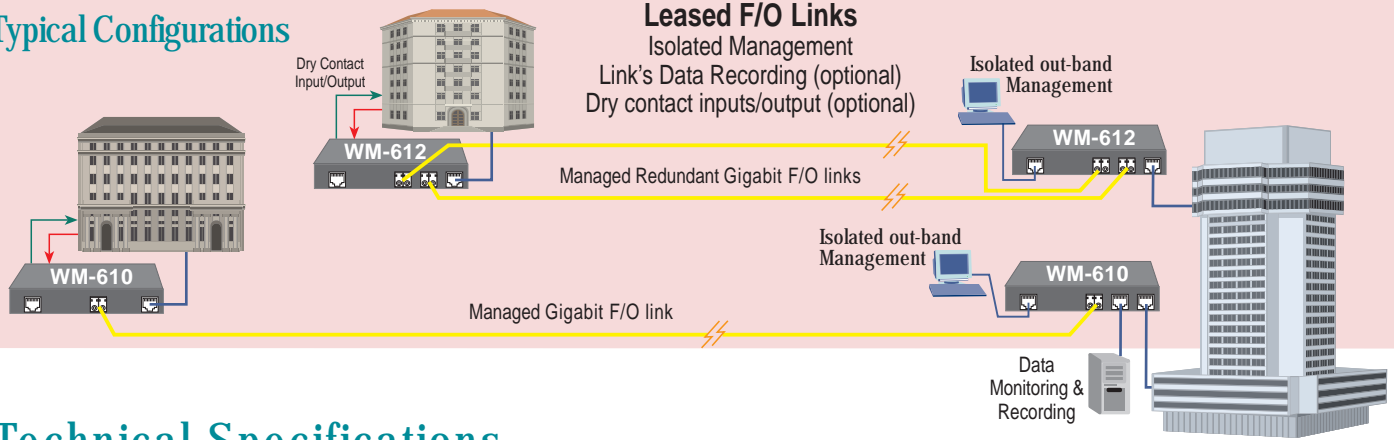 Typical Configurations
Leased F/O Links
Isolated Management
Link's Data Recording (optional)
Dry contact inputs/output (optional)
Dry Contact
Input/Output
Isolated out-band
Management
WM-612
WM-612
Managed Redundant Gigabit F/O links
Isolated out-band
Management
WM-610
WM-610
Managed Gigabit F/O link
Data
Monitoring &
Recording
Technical Specifications